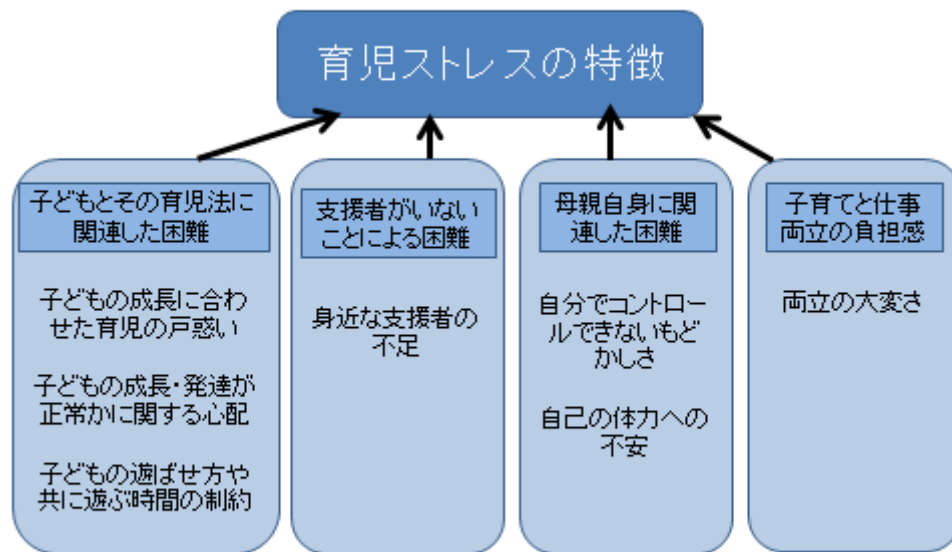 育児ストレスの特徴
子どもとその育児法に
関連した困難
子どもの成長に合わ
せた育児の戸惑い
子どもの成長・発達が
正常かに関する心配
子どもの遊ばせ方や
共に遊ぶ時間の制約
支援者がいない
ことによる困難
身近な支援者の
不足
母親自身に関
連した困難
自分でコントロー
ルできないもど
かしさ
自己の体力への
不安
子育てと仕事
両立の負担感
両立の大変さ